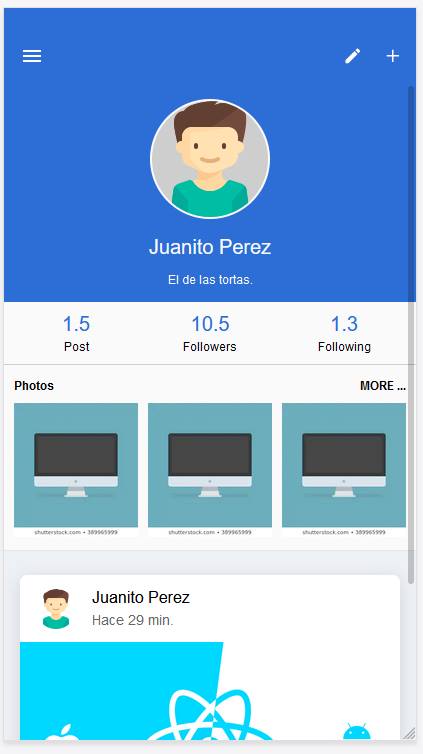 Juanito Perez
El de las tortas.
1.5 10.5 1.3
Post Followers Following
Photos MORE ...
shutterstock.com • 389965999 shutterstock.com • 389965999 shutterstock.com • 389965999
Juanito Perez
Hace 29 min.